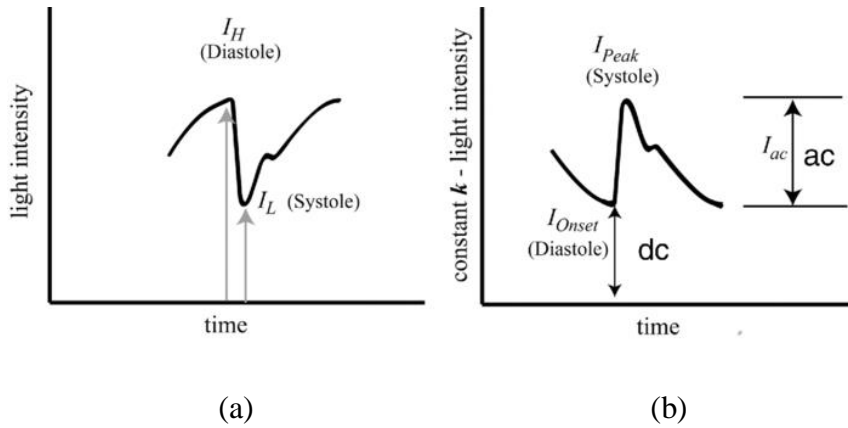 light intensity
I_H
(Diastole)
I_L (Systole)
time
(a)
constant k - light intensity
I_Peak
(Systole)
I_Onset
(Diastole)
dc
I_ac ac
time
(b)